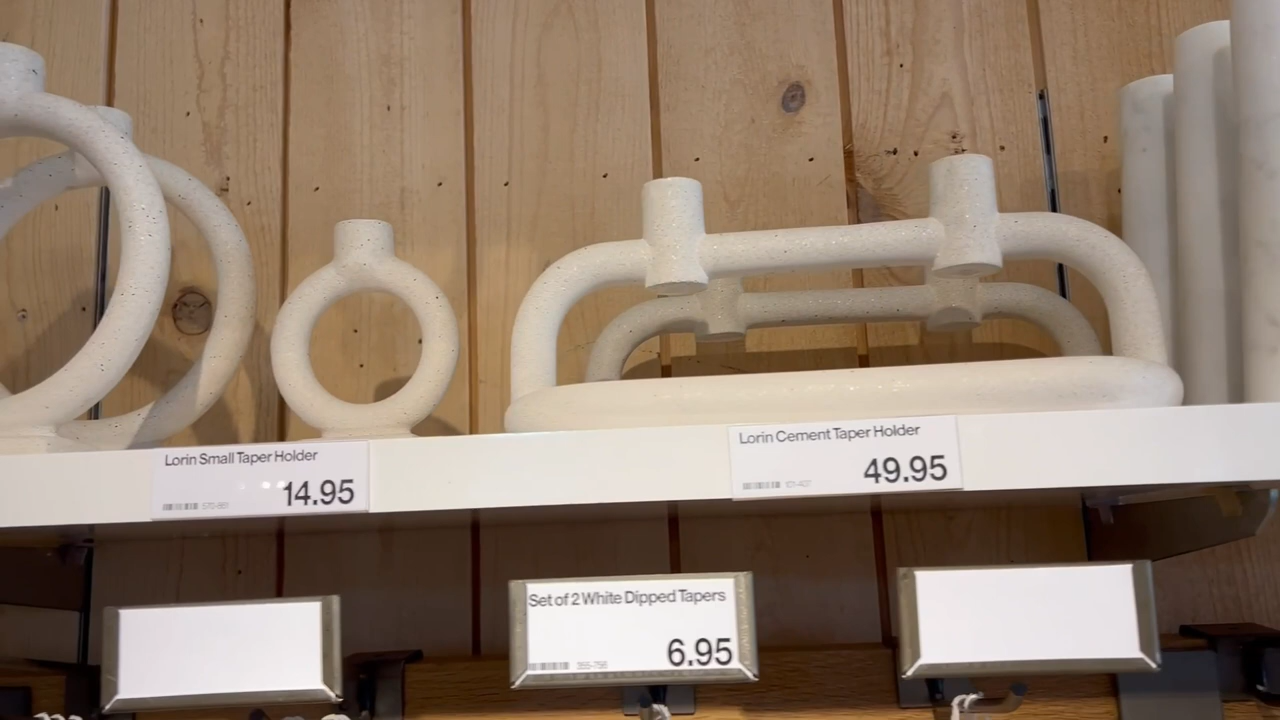 Lorin Small Taper Holder
14.95
Lorin Cement Taper Holder
49.95
Set of 2 White Dipped Tapers
6.95